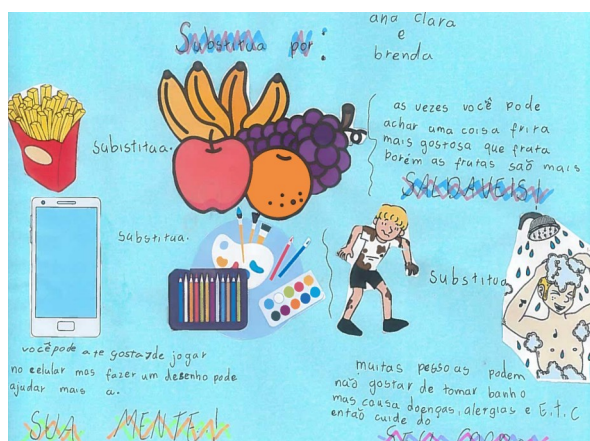 ana clara
e
brenda
Substitua por:
Subistitua.
as vezes você pode
achar uma coisa frita
mais gostosa que fruta
porém as frutas são mais
SALDAVEIS!
substitua.
substitua
você pode ate gostar de jogar
no celular mas fazer um desenho pode
ajudar mais a.
SUA MENTE!
muitas pessoas podem
não gostar de tomar banho
mas causa doenças, alergias e E.T.C
então cuide do
SEU CORPO